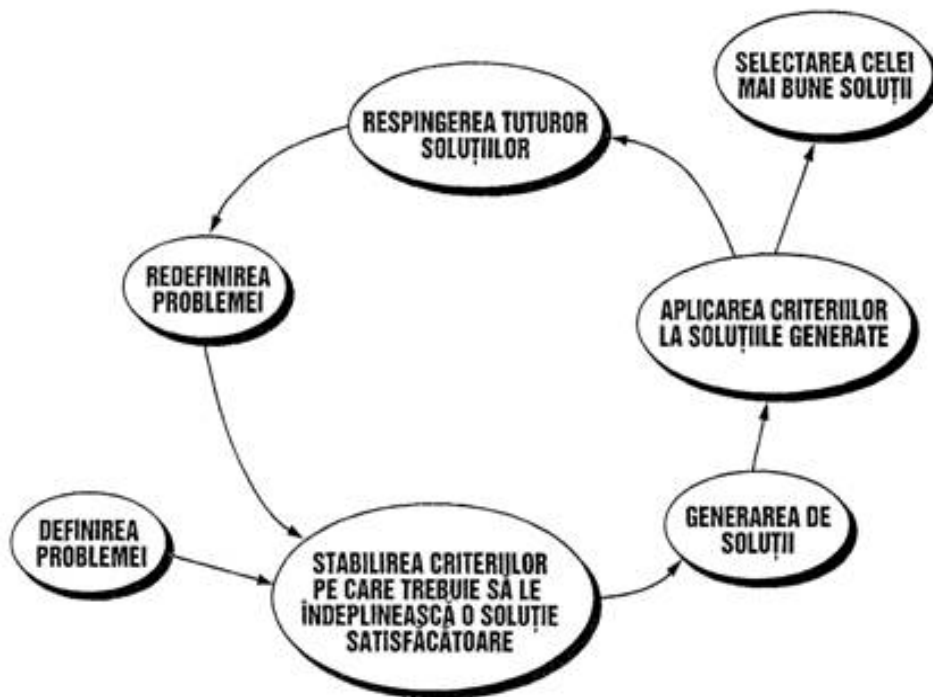 SELECTAREA CELEI
MAI BUNE SOLUȚII
RESPINGEREA TUTUROR
SOLUȚIILOR
REDEFINIREA
PROBLEMEI
APLICAREA CRITERIILOR
LA SOLUȚIILE GENERATE
DEFINIREA
PROBLEMEI
GENERAREA DE
SOLUȚII
STABILIREA CRITERIILOR
PE CARE TREBUIE SĂ LE
ÎNDEPLINEASCĂ O SOLUȚIE
SATISFĂCĂTOARE